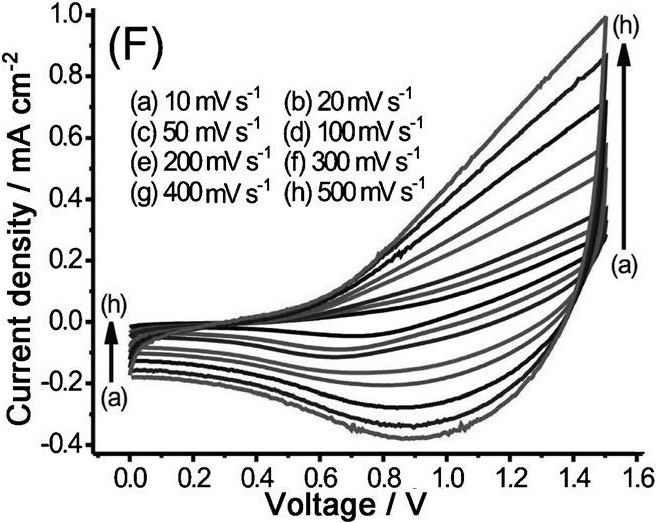 (F)
(a) 10 mV s-1 (b) 20 mV s-1
(c) 50 mV s-1 (d) 100 mV s-1
(e) 200 mV s-1 (f) 300 mV s-1
(g) 400 mV s-1 (h) 500 mV s-1
(h)
(a)
(h)
(a)
Current density / mA cm-2
1.0
0.8
0.6
0.4
0.2
0.0
-0.2
-0.4
0.0 0.2 0.4 0.6 0.8 1.0 1.2 1.4 1.6
Voltage / V